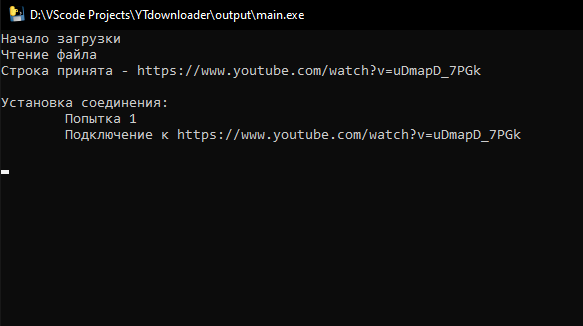 D:\VScode Projects\YTdownloader\output\main.exe
Начало загрузки
Чтение файла
Строка принята - https://www.youtube.com/watch?v=uDmapD_7PGk
Установка соединения:
Попытка 1
Подключение к https://www.youtube.com/watch?v=uDmapD_7PGk